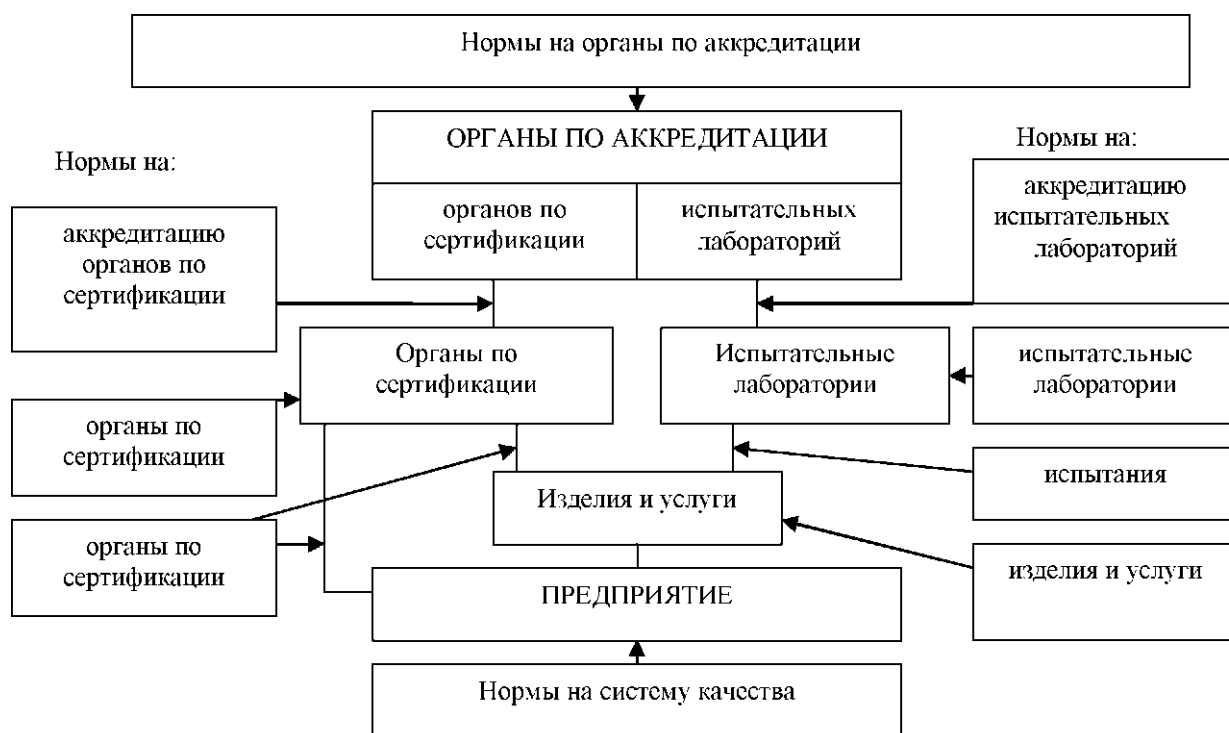 Нормы на органы по аккредитации
ОРГАНЫ ПО АККРЕДИТАЦИИ
органов по
сертификации
испытательных
лабораторий
Нормы на:
аккредитацию
органов по
сертификации
Нормы на:
аккредитацию
испытательных
лабораторий
Органы по
сертификации
Испытательные
лаборатории
испытательные
лаборатории
органы по
сертификации
испытания
Изделия и услуги
органы по
сертификации
изделия и услуги
ПРЕДПРИЯТИЕ
Нормы на систему качества